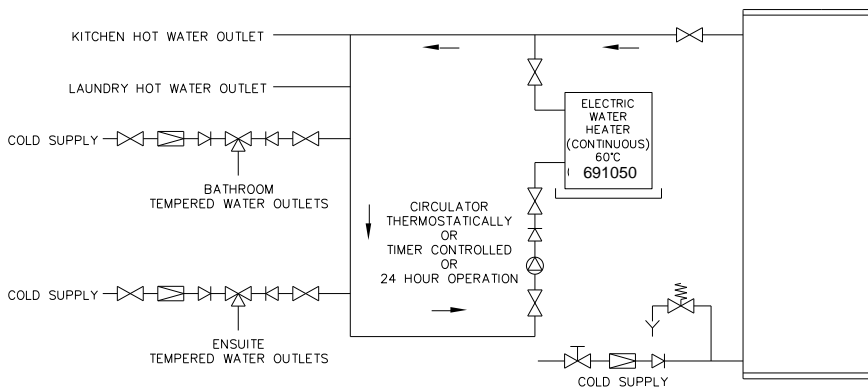 KITCHEN HOT WATER OUTLET
LAUNDRY HOT WATER OUTLET
COLD SUPPLY
BATHROOM
TEMPERED WATER OUTLETS
COLD SUPPLY
ENSUITE
TEMPERED WATER OUTLETS
CIRCULATOR
THERMOSTATICALLY
OR
TIMER CONTROLLED
OR
24 HOUR OPERATION
ELECTRIC
WATER
HEATER
(CONTINUOUS)
60°C
691050
COLD SUPPLY